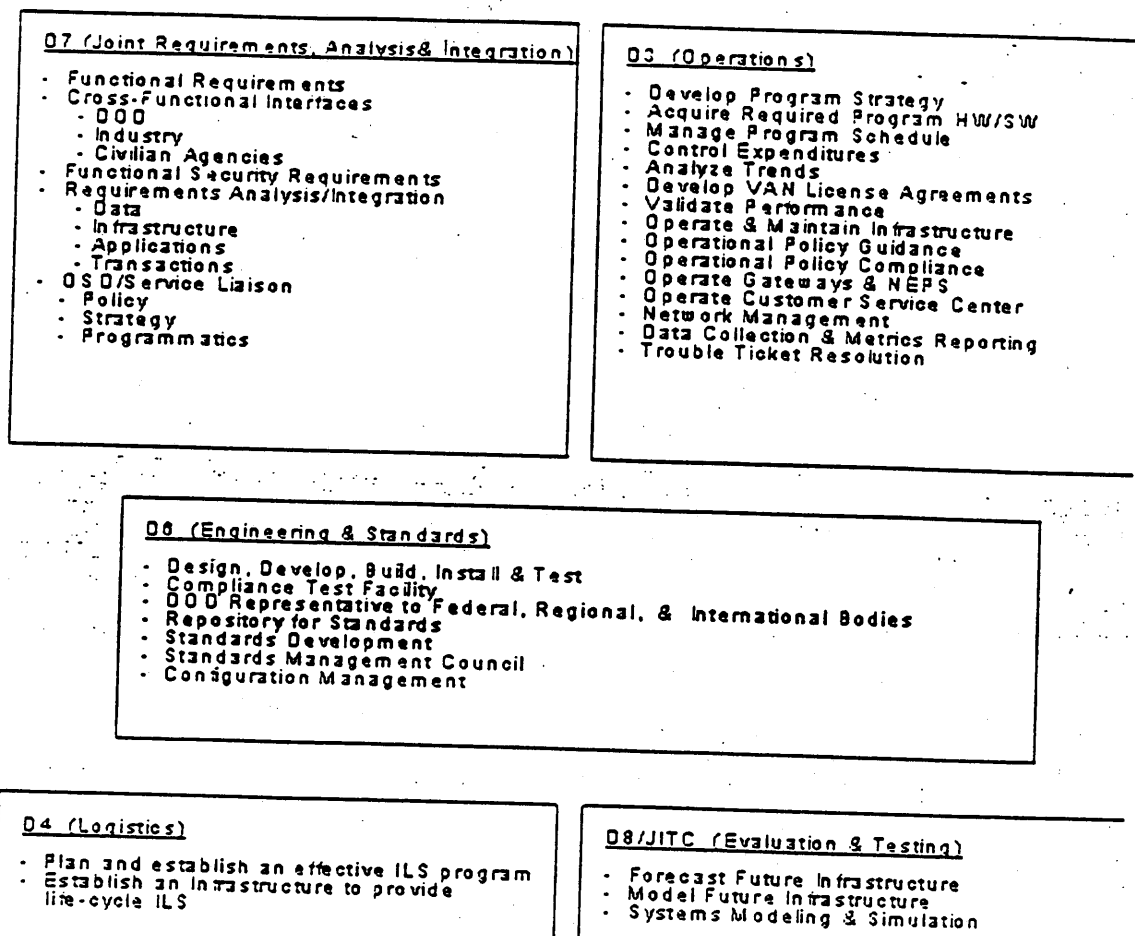 D7 (Joint Requirements, Analysis& Integration)
- Functional Requirements
- Cross-Functional Interfaces
- DOD
- Industry
- Civilian Agencies
- Functional Security Requirements
- Requirements Analysis/Integration
- Data
- Infrastructure
- Applications
- Transactions
- OSD/Service Liaison
- Policy
- Strategy
- Programmatics
D3 (Operations)
- Develop Program Strategy
- Acquire Required Program HW/SW
- Manage Program Schedule
- Control Expenditures
- Analyze Trends
- Develop VAN License Agreements
- Validate Performance
- Operate & Maintain Infrastructure
- Operational Policy Guidance
- Operational Policy Compliance
- Operate Gateways & NEPS
- Operate Customer Service Center
- Network Management
- Data Collection & Metrics Reporting
- Trouble Ticket Resolution
D6 (Engineering & Standards)
- Design, Develop, Build, Install & Test
- Compliance Test Facility
- DOD Representative to Federal, Regional, & International Bodies
- Repository for Standards
- Standards Development
- Standards Management Council
- Configuration Management
D4 (Logistics)
- Plan and establish an effective ILS program
- Establish an Infrastructure to provide
life-cycle ILS
D8/JITC (Evaluation & Testing)
- Forecast Future Infrastructure
- Model Future Infrastructure
- Systems Modeling & Simulation